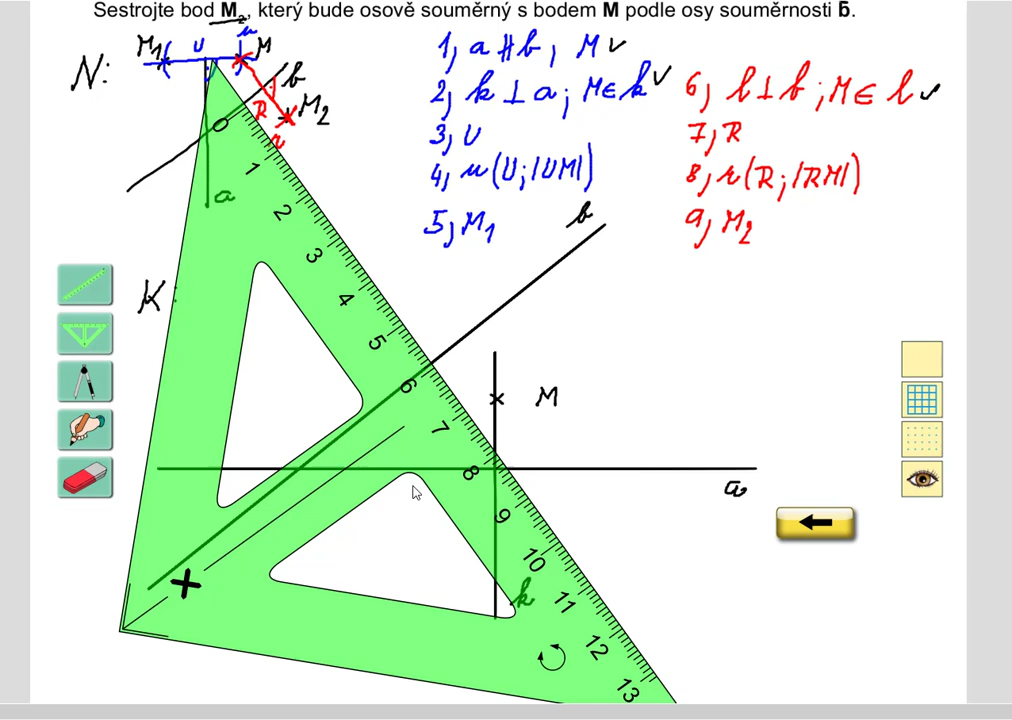 Sestrojte bod M₂, který bude osově souměrný s bodem M podle osy souměrnosti b.
N:
M₁ U u M
b
R M₂
r
a
1, a ∦ b, M ✓
2, k ⊥ a; M ∈ k ✓
3, U
4, u (U; |UM|)
5, M₁
6, l ⊥ b; M ∈ l ✓
7, R
8, r (R; |RM|)
9, M₂
K:
b
M
a
k
0 1 2 3 4 5 6 7 8 9 10 11 12 13